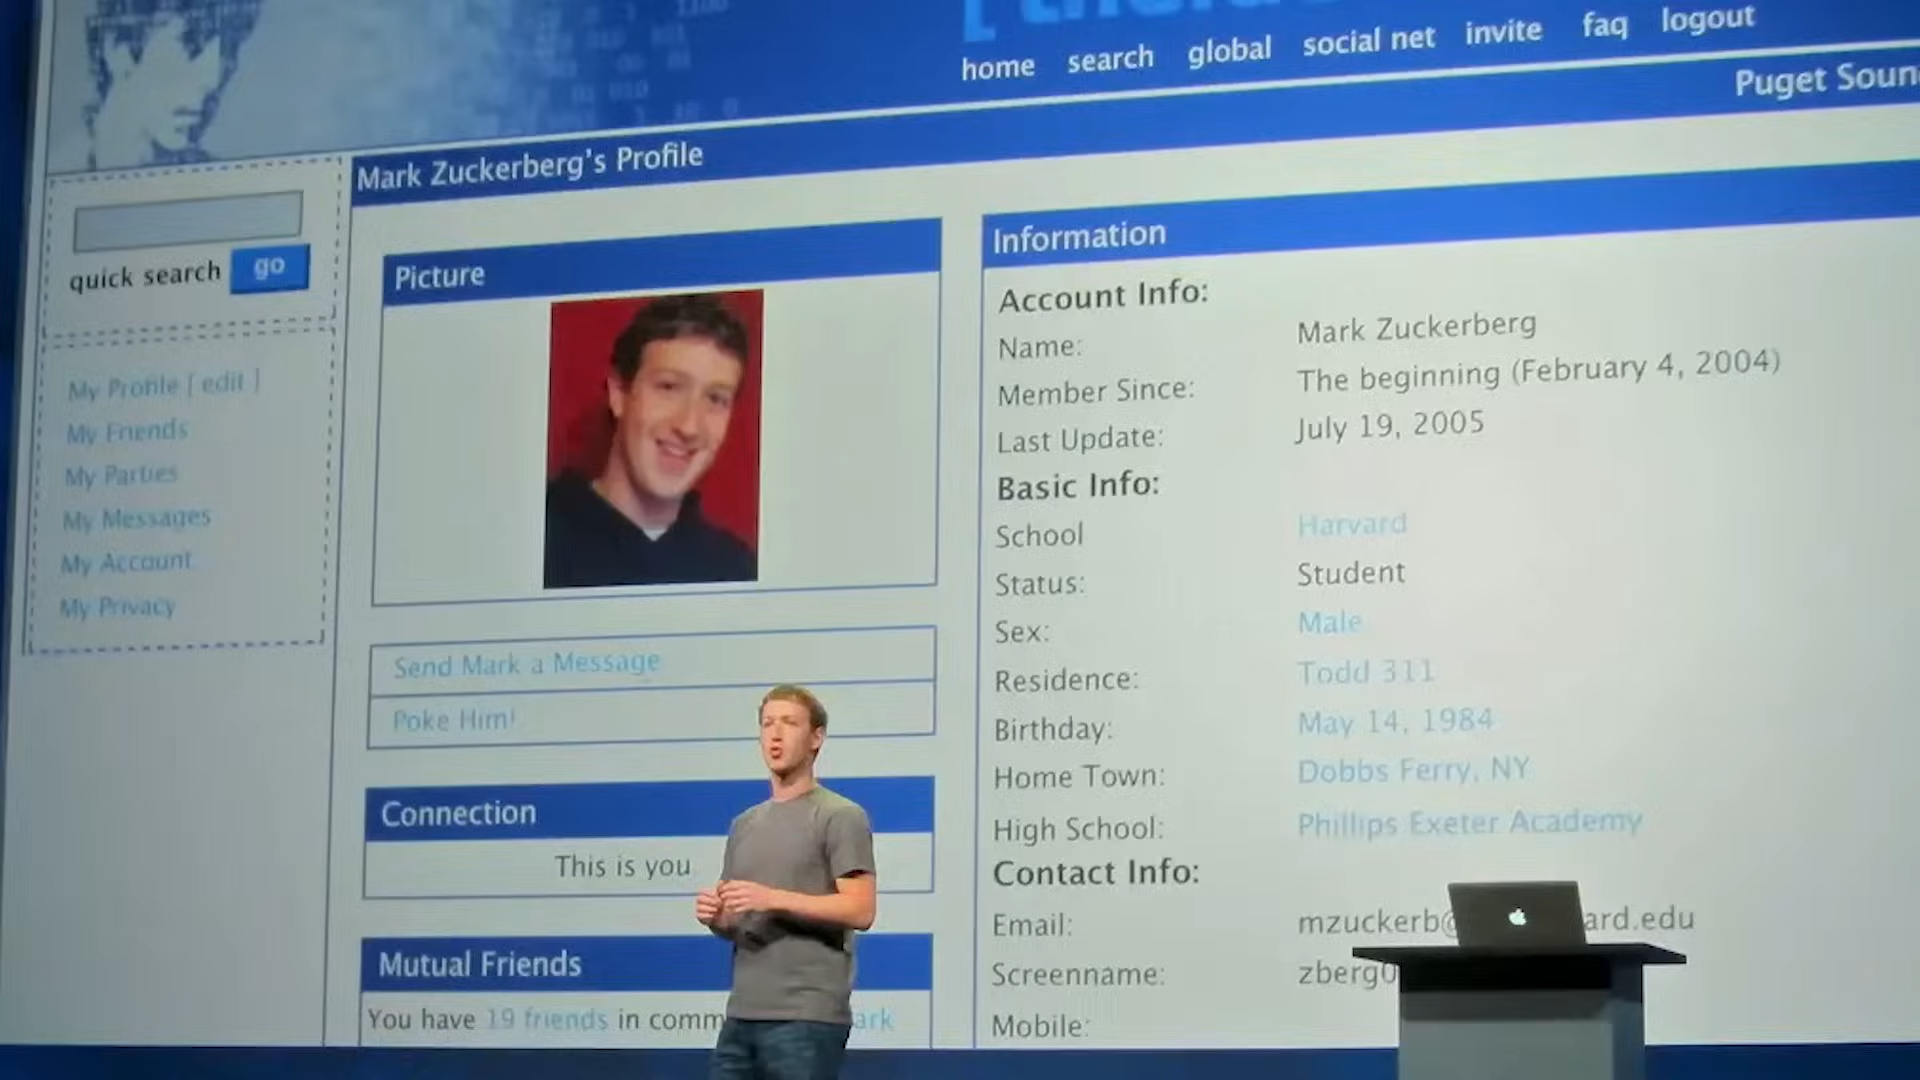 home search global social net invite faq logout
Puget Soun
Mark Zuckerberg's Profile
quick search go
My Profile [ edit ]
My Friends
My Parties
My Messages
My Account
My Privacy
Picture
Send Mark a Message
Poke Him!
Connection
This is you
Mutual Friends
You have 19 friends in comm ark
Information
Account Info:
Name: Mark Zuckerberg
Member Since: The beginning (February 4, 2004)
Last Update: July 19, 2005
Basic Info:
School Harvard
Status: Student
Sex: Male
Residence: Todd 311
Birthday: May 14, 1984
Home Town: Dobbs Ferry, NY
High School: Phillips Exeter Academy
Contact Info:
Email: mzuckerb@ ard.edu
Screenname: zberg0
Mobile: